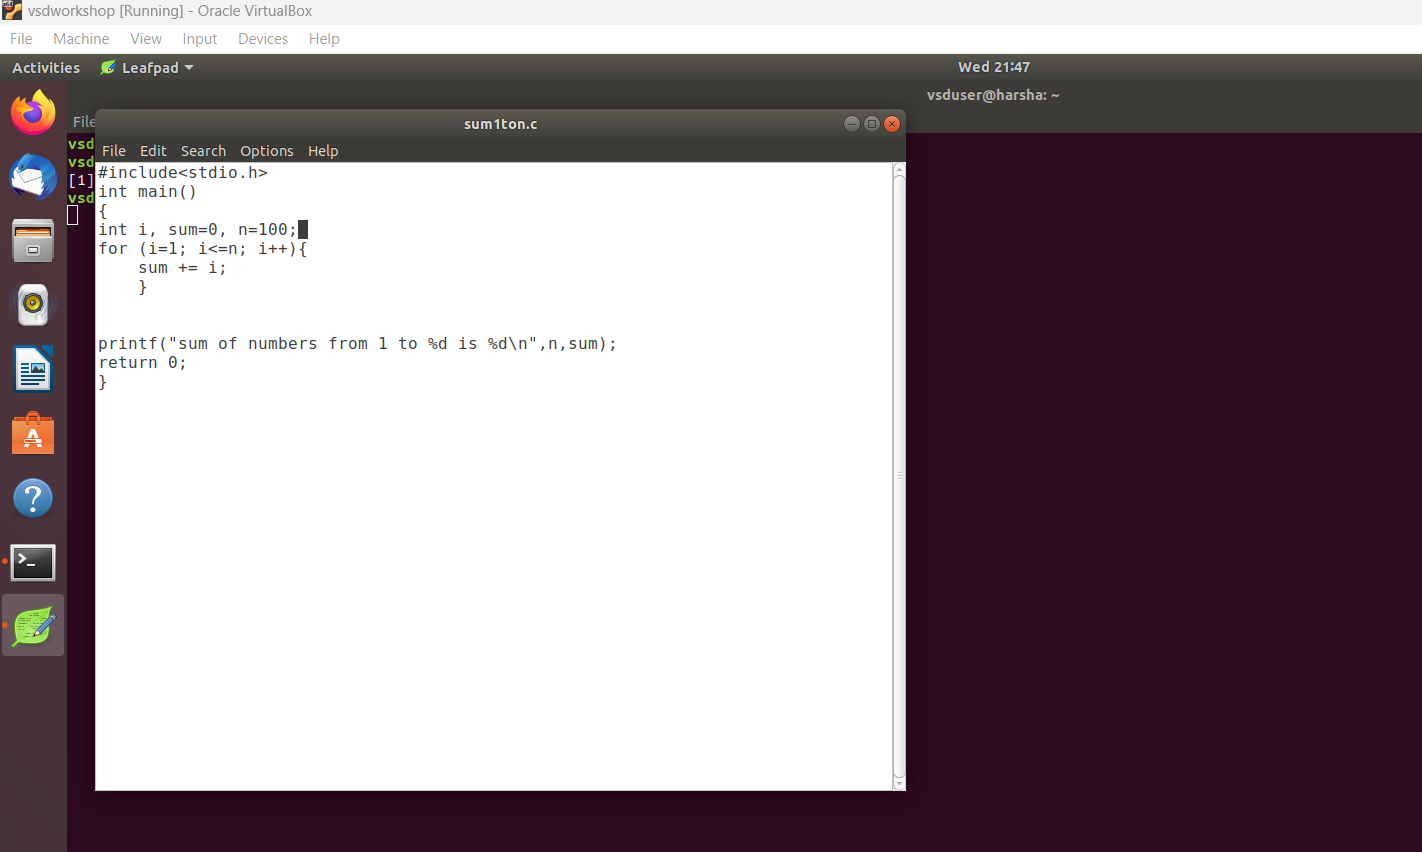 vsdworkshop [Running] - Oracle VirtualBox
File Machine View Input Devices Help
Activities Leafpad Wed 21:47
vsduser@harsha: ~
File
sum1ton.c
File Edit Search Options Help
vsd
vsd
[1]
vsd
#include<stdio.h>
int main()
{
int i, sum=0, n=100;
for (i=1; i<=n; i++){
    sum += i;
    }
printf("sum of numbers from 1 to %d is %d\n",n,sum);
return 0;
}